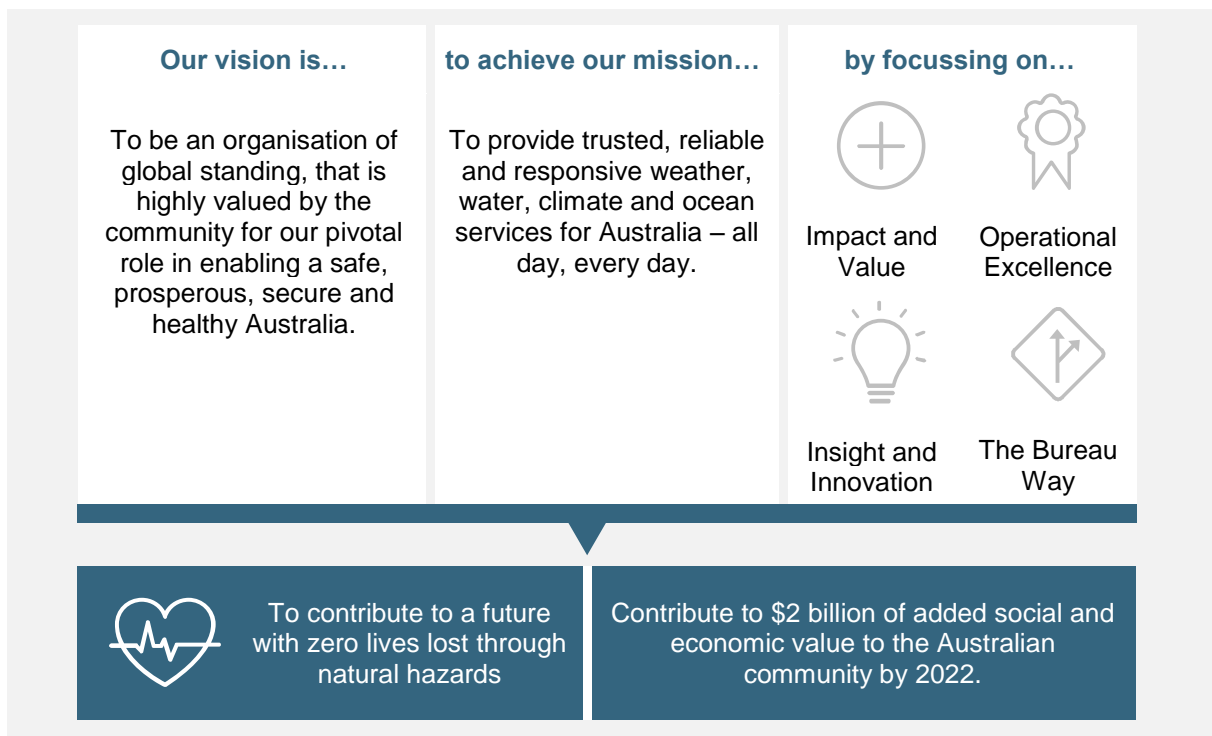 Our vision is…
To be an organisation of
global standing, that is
highly valued by the
community for our pivotal
role in enabling a safe,
prosperous, secure and
healthy Australia.
to achieve our mission…
To provide trusted, reliable
and responsive weather,
water, climate and ocean
services for Australia – all
day, every day.
by focussing on…
Impact and
Value
Operational
Excellence
Insight and
Innovation
The Bureau
Way
To contribute to a future
with zero lives lost through
natural hazards
Contribute to $2 billion of added social and
economic value to the Australian
community by 2022.